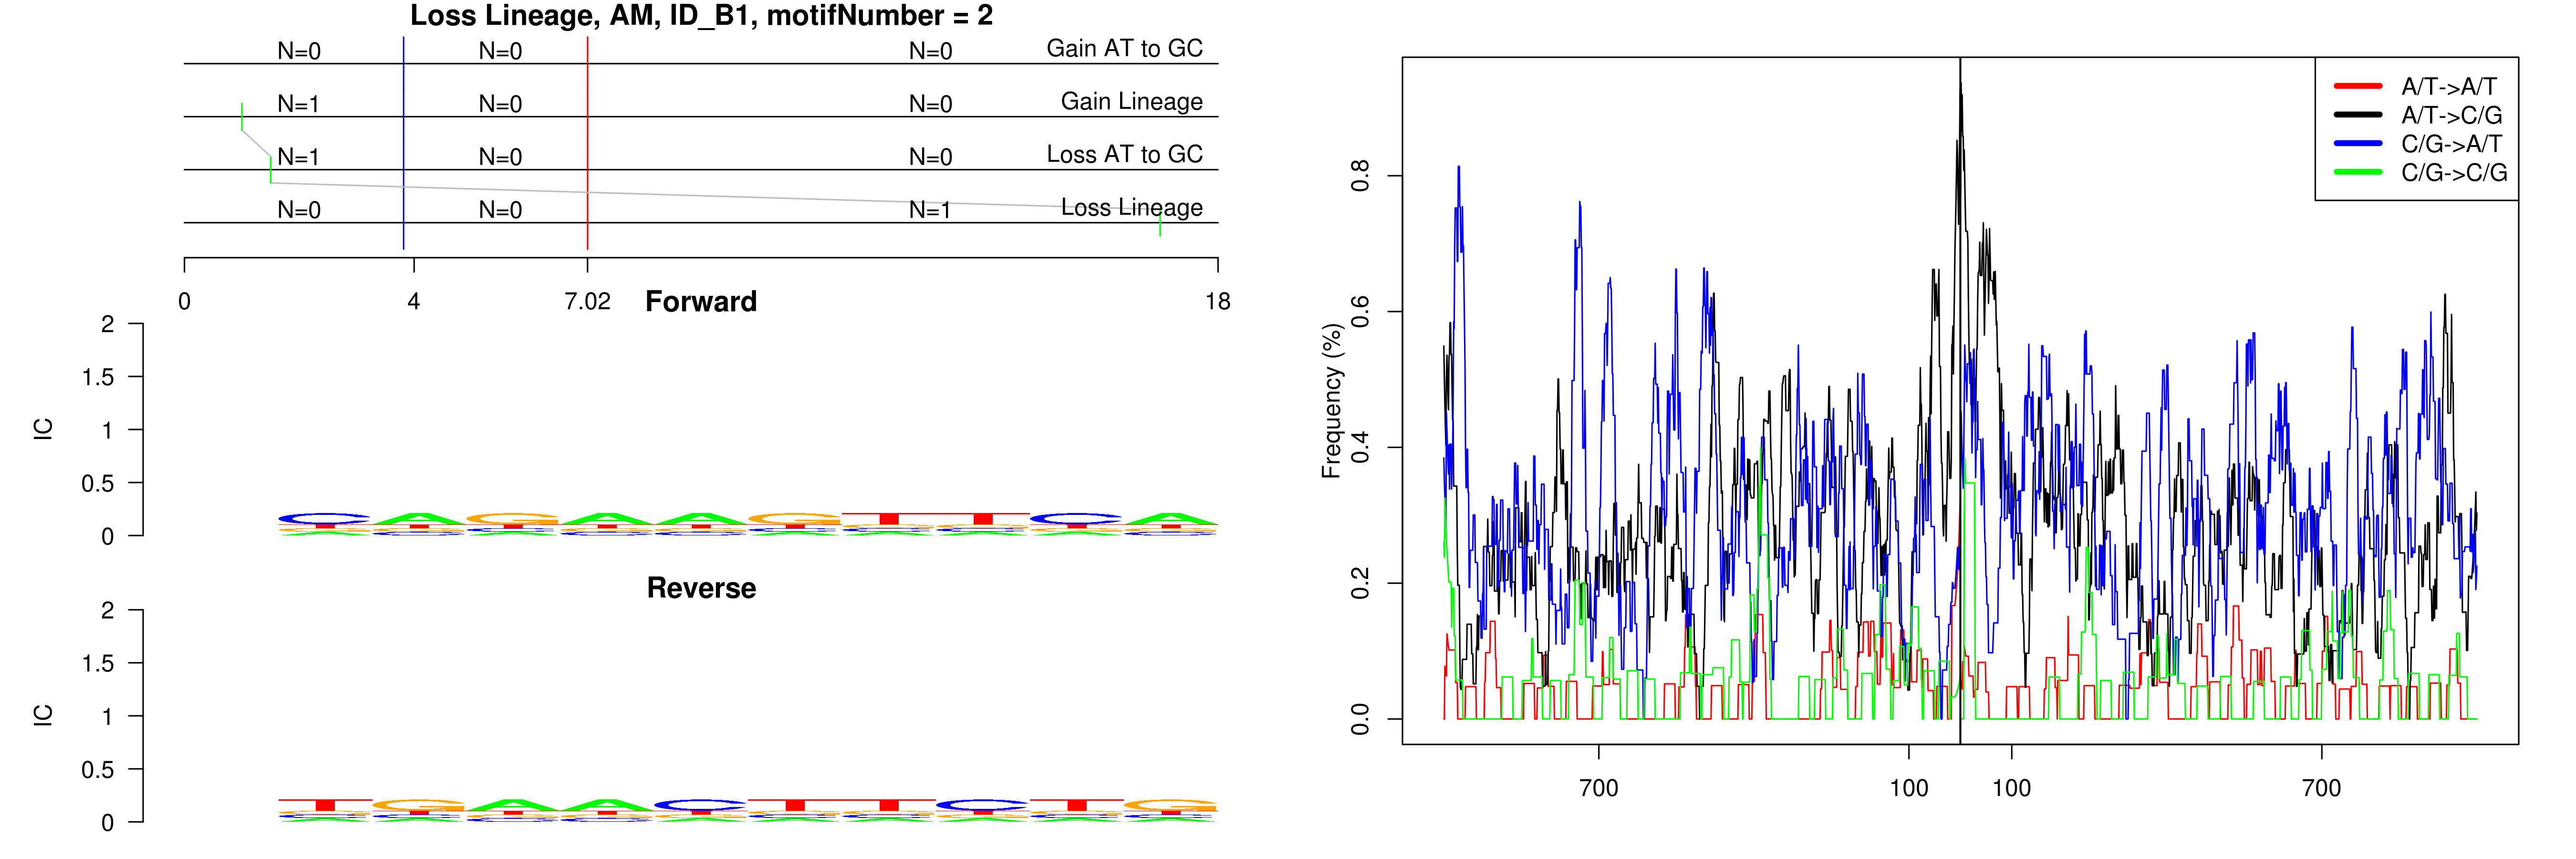 Loss Lineage, AM, ID_B1, motifNumber = 2
N=0 N=0 N=0 Gain AT to GC
N=1 N=0 N=0 Gain Lineage
N=1 N=0 N=0 Loss AT to GC
N=0 N=0 N=1 Loss Lineage
0 4 7.02 18
Forward
2
1.5
1
0.5
0
IC
CAGAAGTTCA
Reverse
2
1.5
1
0.5
0
IC
TGAACTTCTG
A/T->A/T
A/T->C/G
C/G->A/T
C/G->C/G
Frequency (%)
0.8
0.6
0.4
0.2
0.0
700 100 100 700